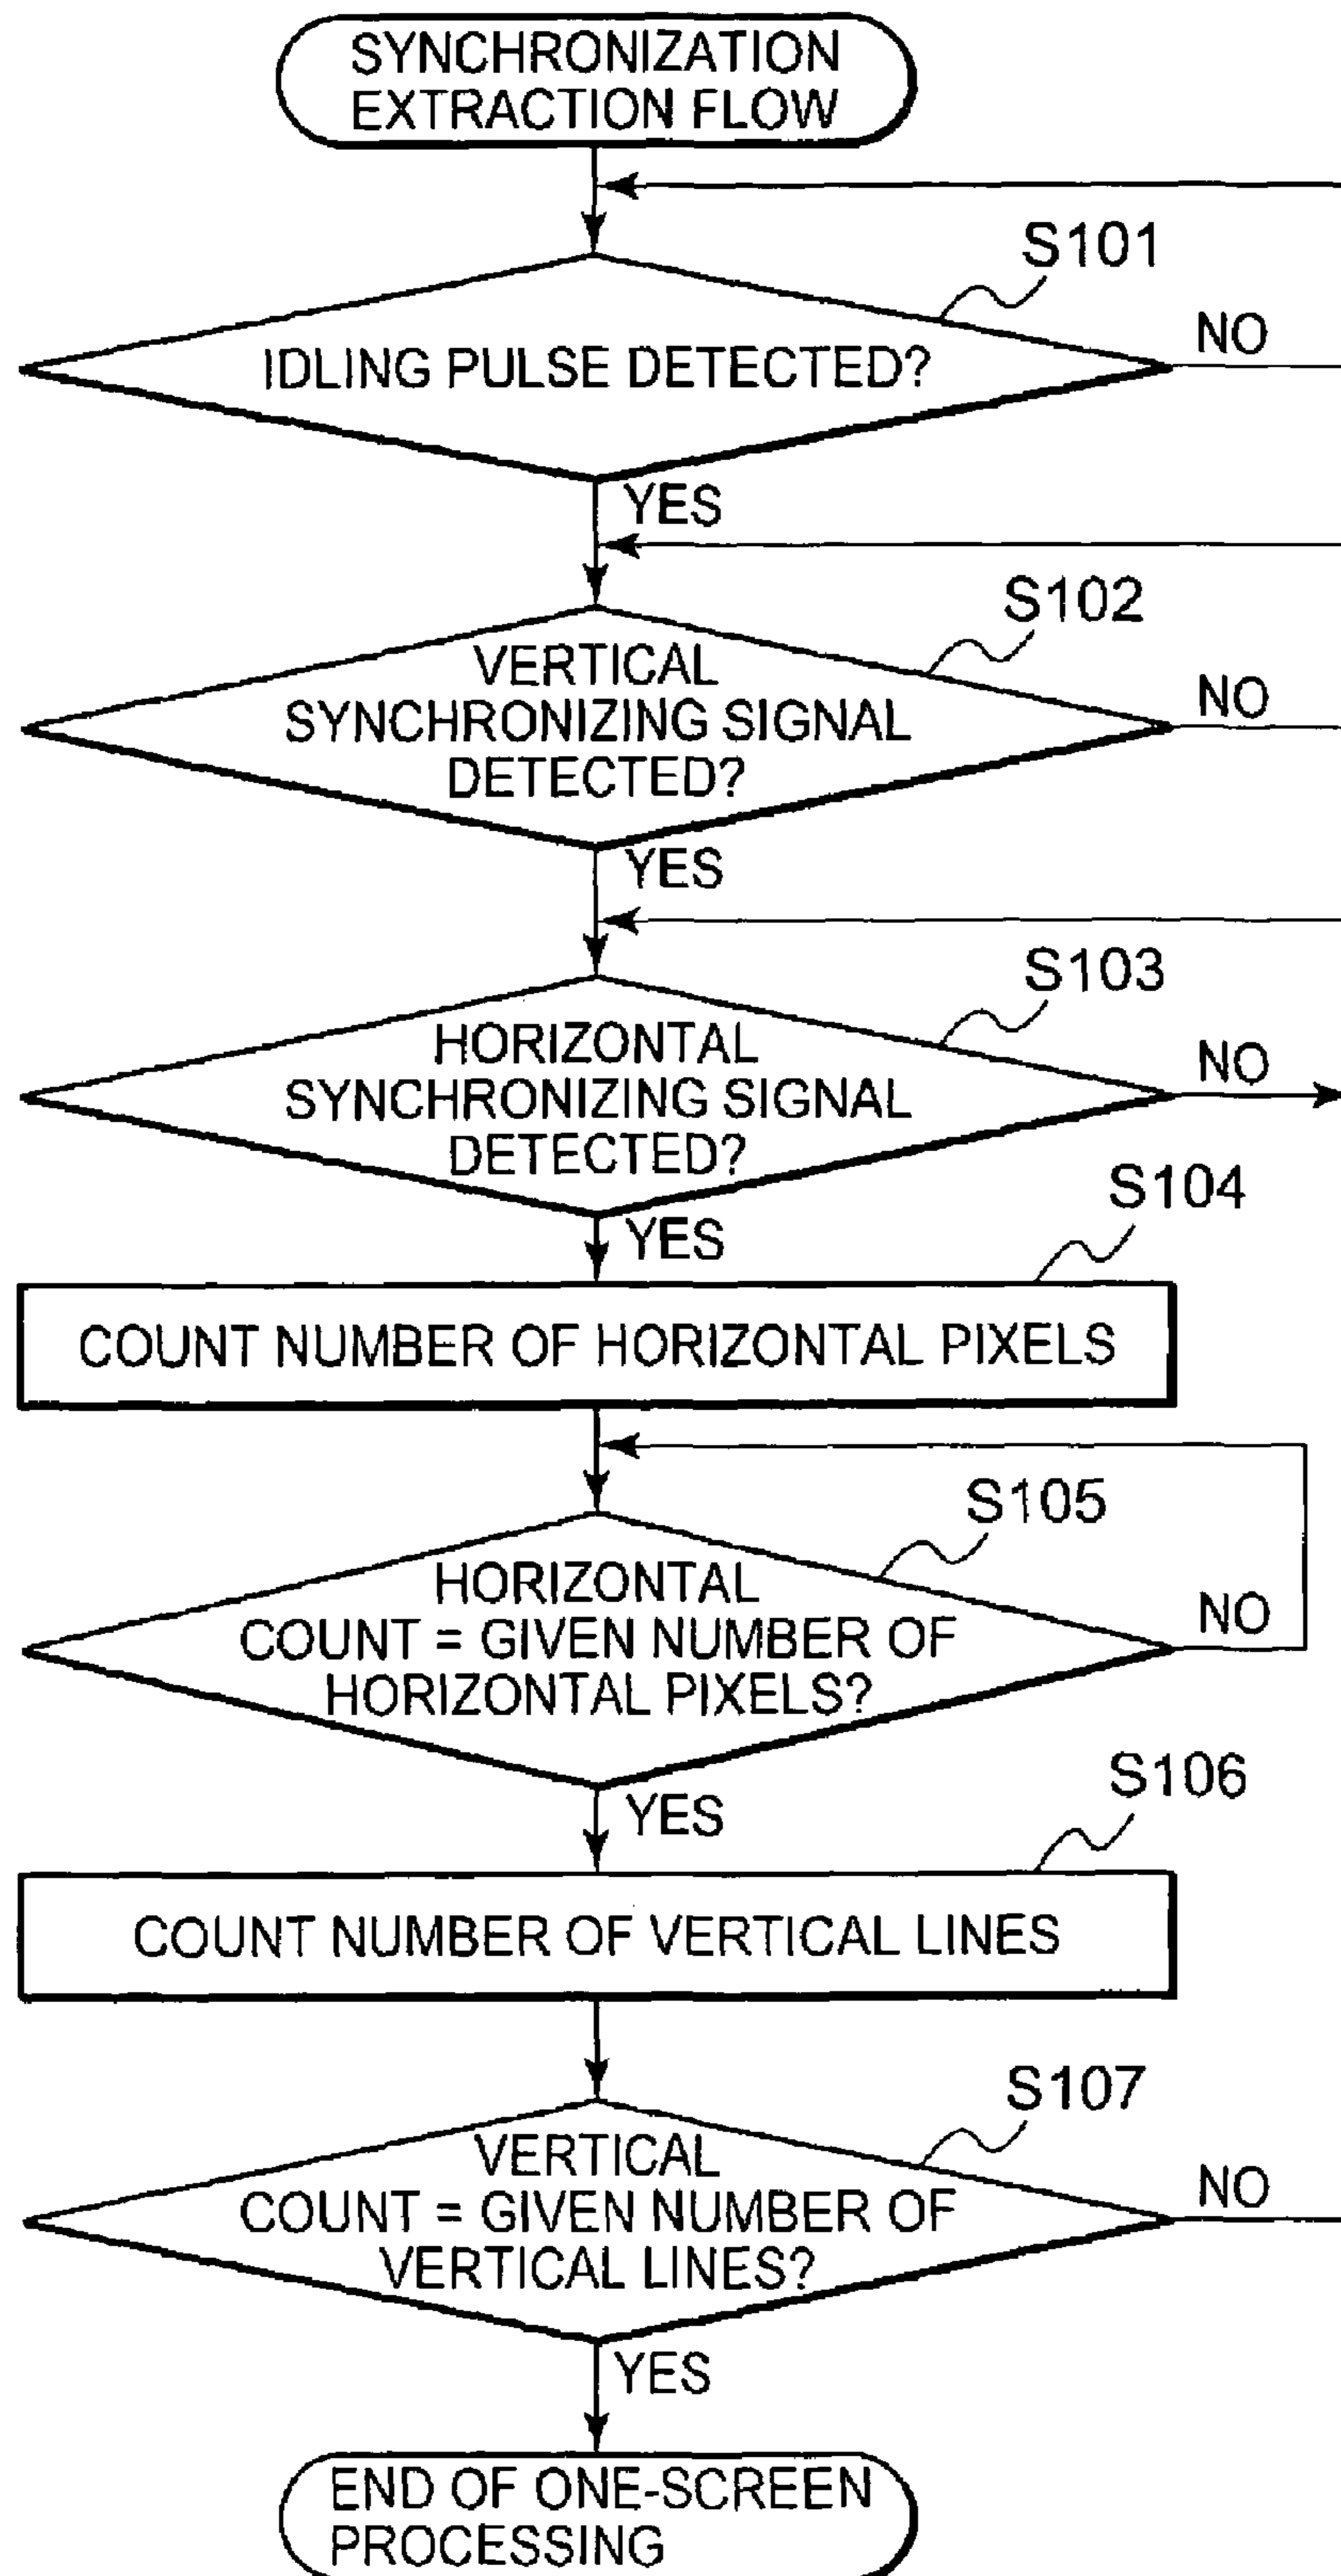 SYNCHRONIZATION
EXTRACTION FLOW
S101
IDLING PULSE DETECTED?
NO
YES
S102
VERTICAL
SYNCHRONIZING SIGNAL
DETECTED?
NO
YES
S103
HORIZONTAL
SYNCHRONIZING SIGNAL
DETECTED?
NO
YES
S104
COUNT NUMBER OF HORIZONTAL PIXELS
S105
HORIZONTAL
COUNT = GIVEN NUMBER OF
HORIZONTAL PIXELS?
NO
YES
S106
COUNT NUMBER OF VERTICAL LINES
S107
VERTICAL
COUNT = GIVEN NUMBER OF
VERTICAL LINES?
NO
YES
END OF ONE-SCREEN
PROCESSING